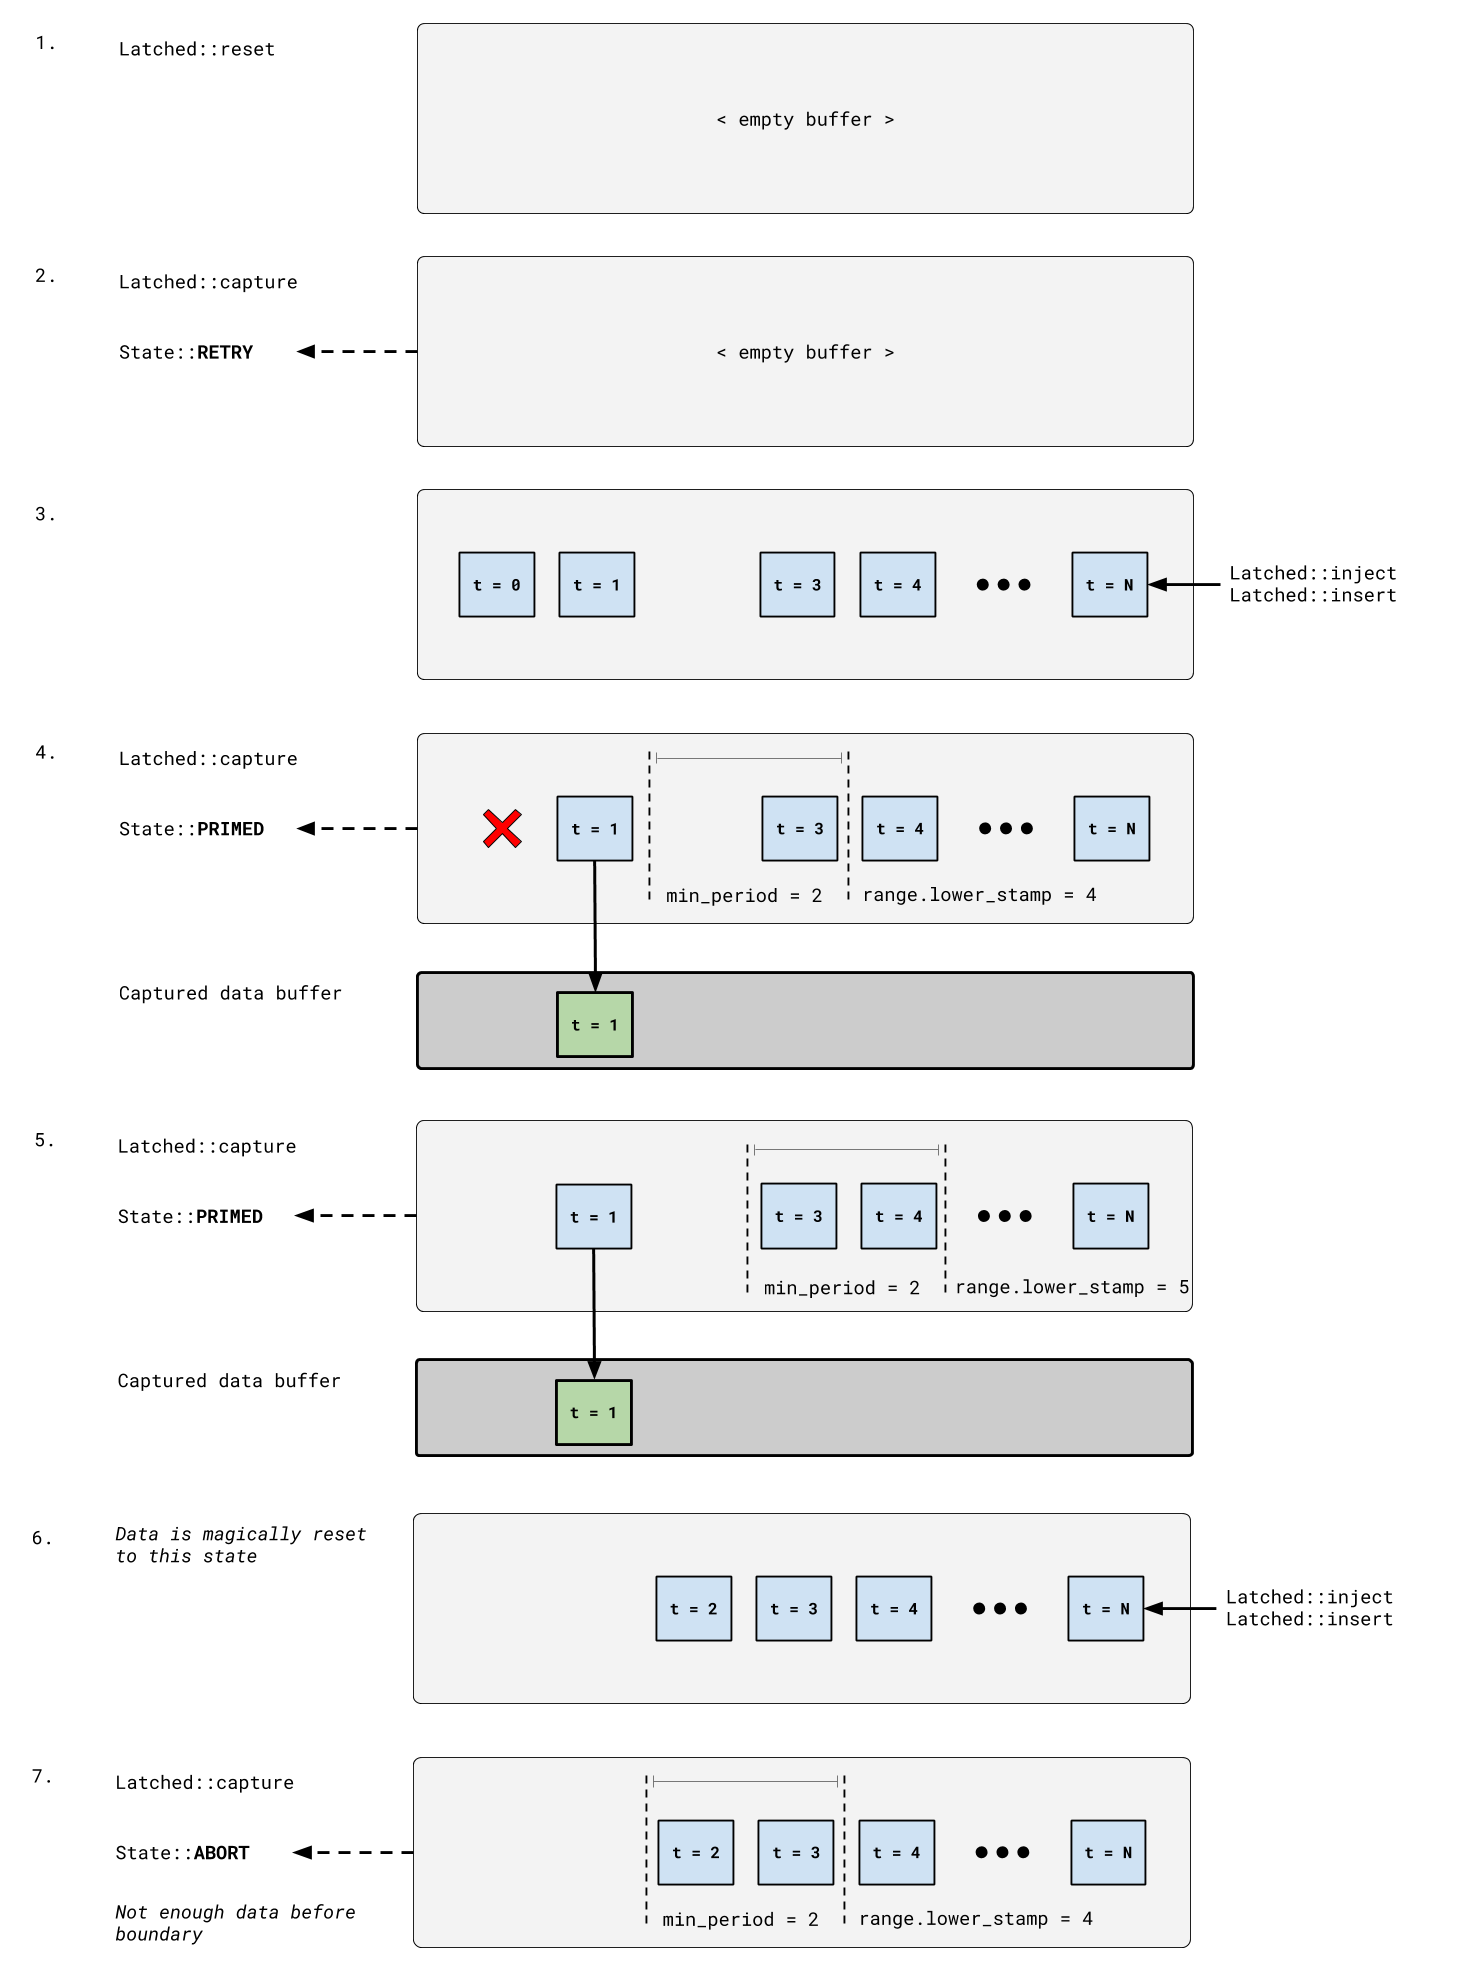 1.
Latched::reset
< empty buffer >
2.
Latched::capture
State::RETRY
< empty buffer >
3.
t = 0
t = 1
t = 3
t = 4
t = N
Latched::inject
Latched::insert
4.
Latched::capture
State::PRIMED
t = 1
t = 3
t = 4
t = N
min_period = 2
range.lower_stamp = 4
Captured data buffer
t = 1
5.
Latched::capture
State::PRIMED
t = 1
t = 3
t = 4
t = N
min_period = 2
range.lower_stamp = 5
Captured data buffer
t = 1
6.
Data is magically reset
to this state
t = 2
t = 3
t = 4
t = N
Latched::inject
Latched::insert
7.
Latched::capture
State::ABORT
Not enough data before
boundary
t = 2
t = 3
t = 4
t = N
min_period = 2
range.lower_stamp = 4